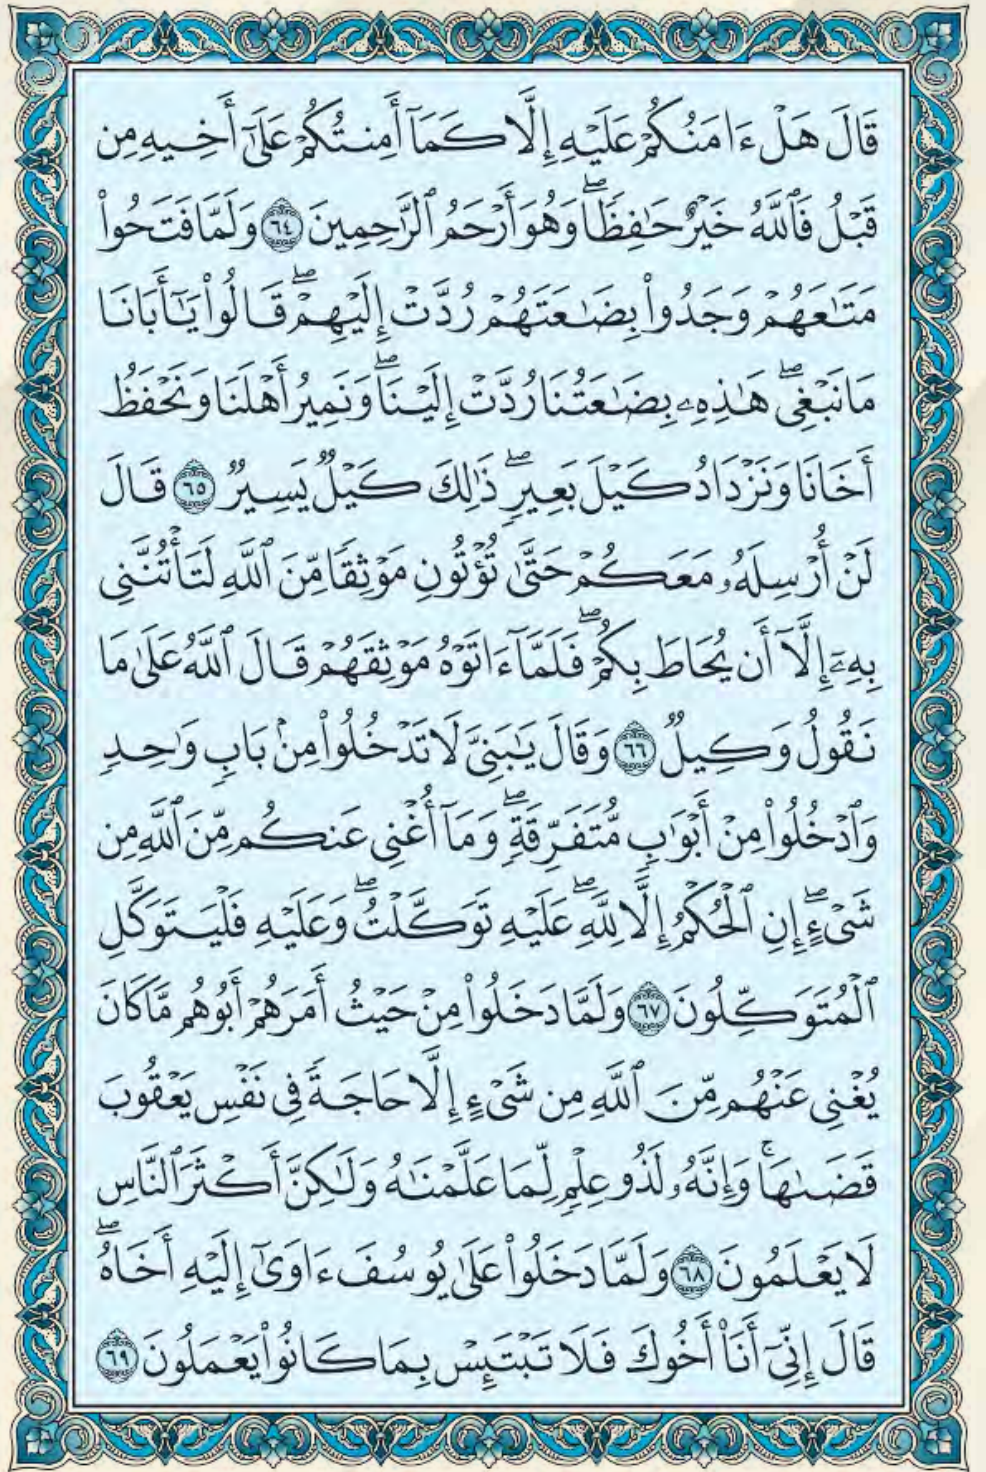 قَالَ هَلْ ءَامَنُكُمْ عَلَيْهِ إِلَّا كَمَآ أَمِنتُكُمْ عَلَىٰٓ أَخِيهِ مِن
قَبْلُ فَٱللَّهُ خَيْرٌ حَـٰفِظًاۖ وَهُوَ أَرْحَمُ ٱلرَّٰحِمِينَ ٦٤ وَلَمَّا فَتَحُوا۟
مَتَـٰعَهُمْ وَجَدُوا۟ بِضَـٰعَتَهُمْ رُدَّتْ إِلَيْهِمْۖ قَالُوا۟ يَـٰٓأَبَانَا
مَا نَبْغِىۖ هَـٰذِهِۦ بِضَـٰعَتُنَا رُدَّتْ إِلَيْنَاۖ وَنَمِيرُ أَهْلَنَا وَنَحْفَظُ
أَخَانَا وَنَزْدَادُ كَيْلَ بَعِيرٍۖ ذَٰلِكَ كَيْلٌ يَسِيرٌ ٦٥ قَالَ
لَنْ أُرْسِلَهُۥ مَعَكُمْ حَتَّىٰ تُؤْتُونِ مَوْثِقًا مِّنَ ٱللَّهِ لَتَأْتُنَّنِى
بِهِۦٓ إِلَّآ أَن يُحَاطَ بِكُمْۖ فَلَمَّآ ءَاتَوْهُ مَوْثِقَهُمْ قَالَ ٱللَّهُ عَلَىٰ مَا
نَقُولُ وَكِيلٌ ٦٦ وَقَالَ يَـٰبَنِىَّ لَا تَدْخُلُوا۟ مِنۢ بَابٍ وَٰحِدٍ
وَٱدْخُلُوا۟ مِنْ أَبْوَٰبٍ مُّتَفَرِّقَةٍۖ وَمَآ أُغْنِى عَنكُم مِّنَ ٱللَّهِ مِن
شَىْءٍۖ إِنِ ٱلْحُكْمُ إِلَّا لِلَّهِۖ عَلَيْهِ تَوَكَّلْتُۖ وَعَلَيْهِ فَلْيَتَوَكَّلِ
ٱلْمُتَوَكِّلُونَ ٦٧ وَلَمَّا دَخَلُوا۟ مِنْ حَيْثُ أَمَرَهُمْ أَبُوهُم مَّا كَانَ
يُغْنِى عَنْهُم مِّنَ ٱللَّهِ مِن شَىْءٍ إِلَّا حَاجَةً فِى نَفْسِ يَعْقُوبَ
قَضَىٰهَاۚ وَإِنَّهُۥ لَذُو عِلْمٍ لِّمَا عَلَّمْنَـٰهُ وَلَـٰكِنَّ أَكْثَرَ ٱلنَّاسِ
لَا يَعْلَمُونَ ٦٨ وَلَمَّا دَخَلُوا۟ عَلَىٰ يُوسُفَ ءَاوَىٰٓ إِلَيْهِ أَخَاهُۖ
قَالَ إِنِّىٓ أَنَا۠ أَخُوكَ فَلَا تَبْتَئِسْ بِمَا كَانُوا۟ يَعْمَلُونَ ٦٩